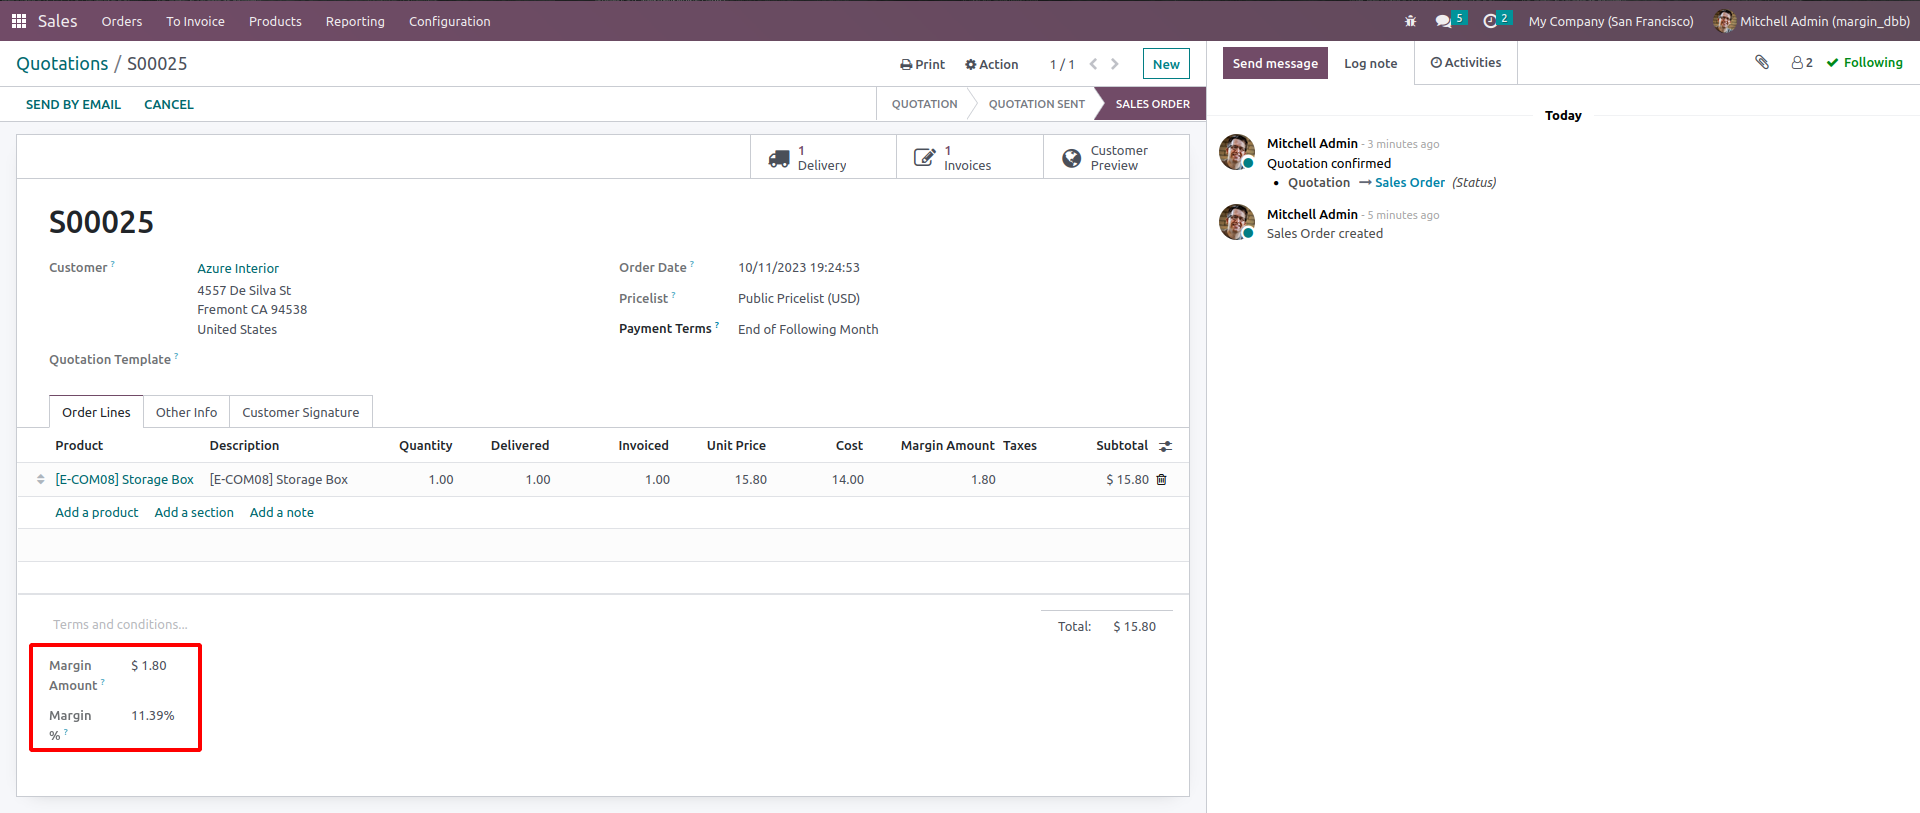 Sales Orders To Invoice Products Reporting Configuration 5 2 My Company (San Francisco) Mitchell Admin (margin_dbb)
Quotations / S00025 Print Action 1 / 1 New
SEND BY EMAIL CANCEL QUOTATION QUOTATION SENT SALES ORDER
1
Delivery
1
Invoices
Customer
Preview
S00025
Customer ? Azure Interior
4557 De Silva St
Fremont CA 94538
United States
Quotation Template ?
Order Date ? 10/11/2023 19:24:53
Pricelist ? Public Pricelist (USD)
Payment Terms ? End of Following Month
Order Lines Other Info Customer Signature
Product Description Quantity Delivered Invoiced Unit Price Cost Margin Amount Taxes Subtotal
[E-COM08] Storage Box [E-COM08] Storage Box 1.00 1.00 1.00 15.80 14.00 1.80 $ 15.80
Add a product Add a section Add a note
Terms and conditions...
Total: $ 15.80
Margin
Amount ? $ 1.80
Margin
% ? 11.39%
Send message Log note Activities 2 Following
Today
Mitchell Admin - 3 minutes ago
Quotation confirmed
• Quotation → Sales Order (Status)
Mitchell Admin - 5 minutes ago
Sales Order created